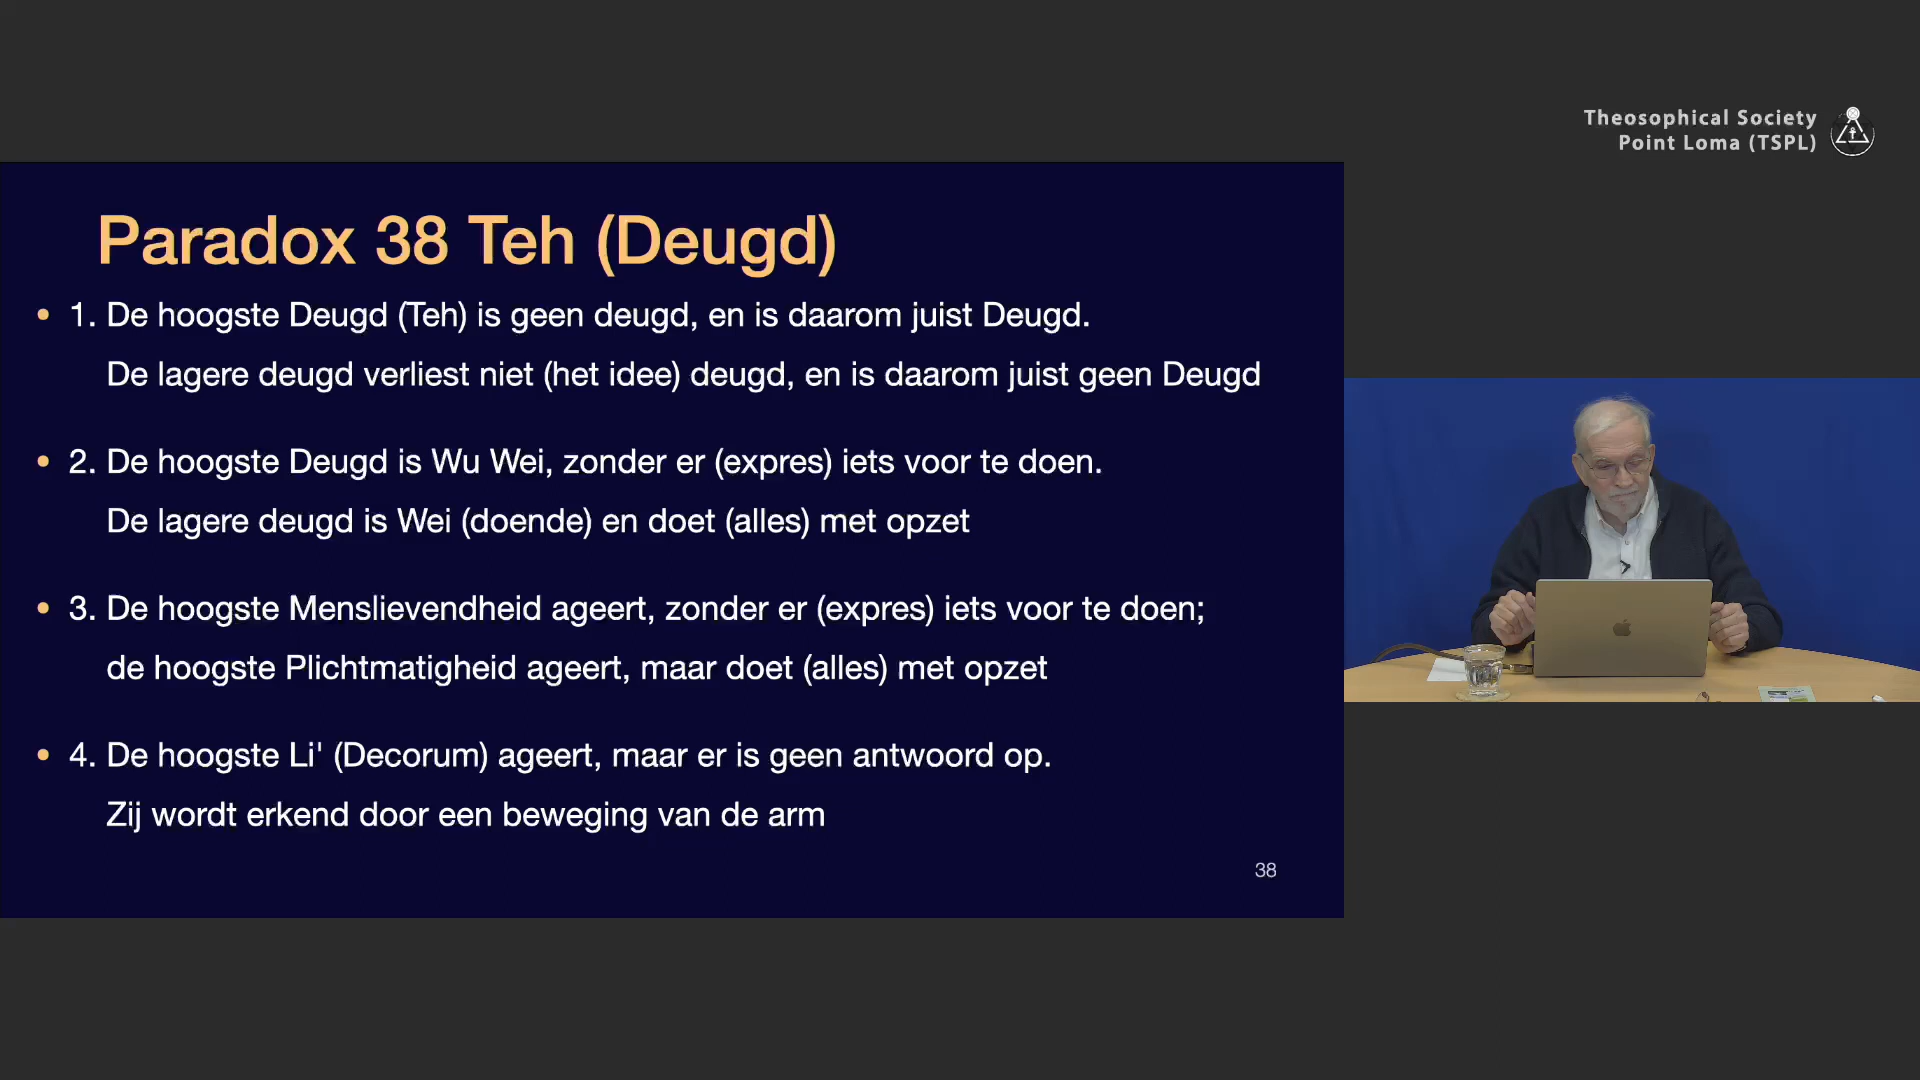 Theosophical Society
Point Loma (TSPL)
Paradox 38 Teh (Deugd)
• 1. De hoogste Deugd (Teh) is geen deugd, en is daarom juist Deugd.
De lagere deugd verliest niet (het idee) deugd, en is daarom juist geen Deugd
• 2. De hoogste Deugd is Wu Wei, zonder er (expres) iets voor te doen.
De lagere deugd is Wei (doende) en doet (alles) met opzet
• 3. De hoogste Menslievendheid ageert, zonder er (expres) iets voor te doen;
de hoogste Plichtmatigheid ageert, maar doet (alles) met opzet
• 4. De hoogste Li' (Decorum) ageert, maar er is geen antwoord op.
Zij wordt erkend door een beweging van de arm
38